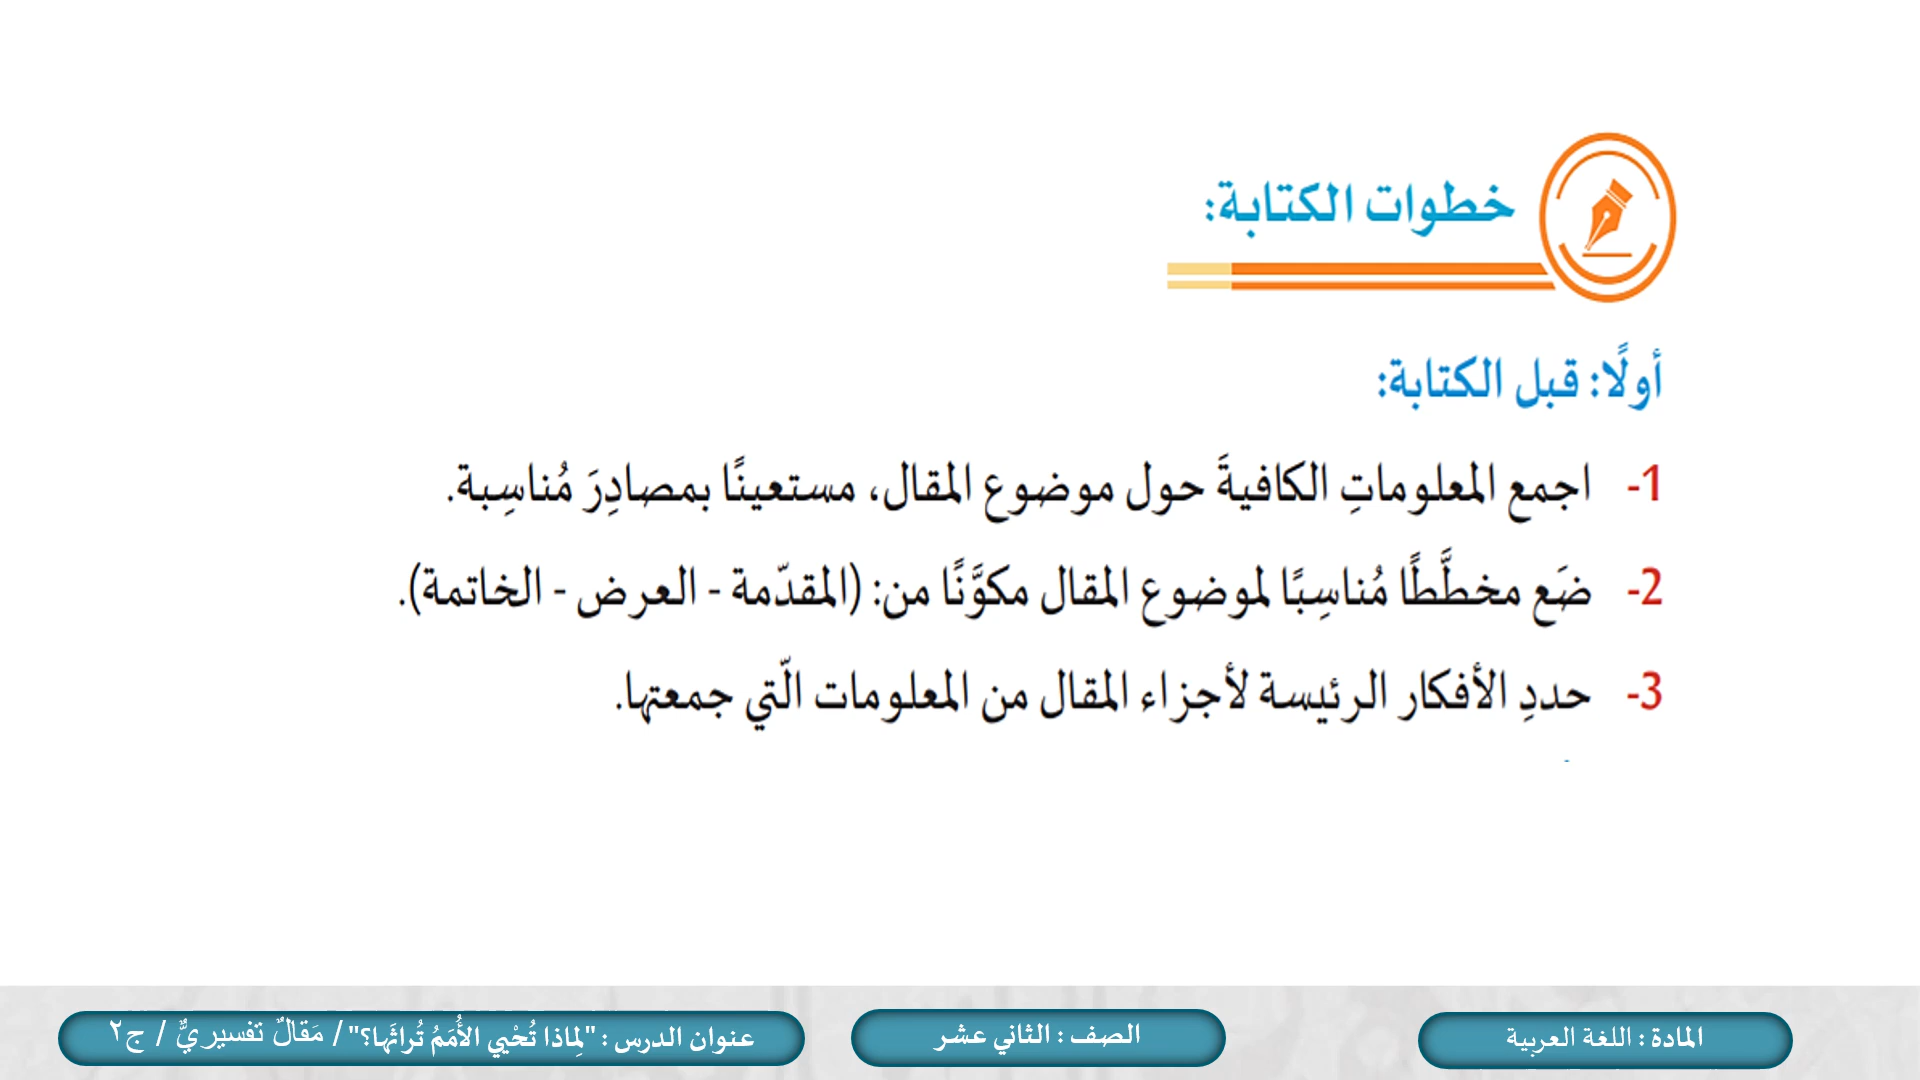 خطوات الكتابة:
أولًا: قبل الكتابة:
1- اجمع المعلوماتِ الكافيةَ حول موضوع المقال، مستعينًا بمصادِرَ مُناسِبة.
2- ضَع مخطَّطًا مُناسِبًا لموضوع المقال مكوَّنًا من: (المقدّمة - العرض - الخاتمة).
3- حددِ الأفكار الرئيسة لأجزاء المقال من المعلومات الّتي جمعتها.
المادة : اللغة العربية
الصف : الثاني عشر
عنوان الدرس : "لِماذا تُحْيي الأُمَمُ تُراثَها؟" / مَقالٌ تفسيريٌّ / ج٢